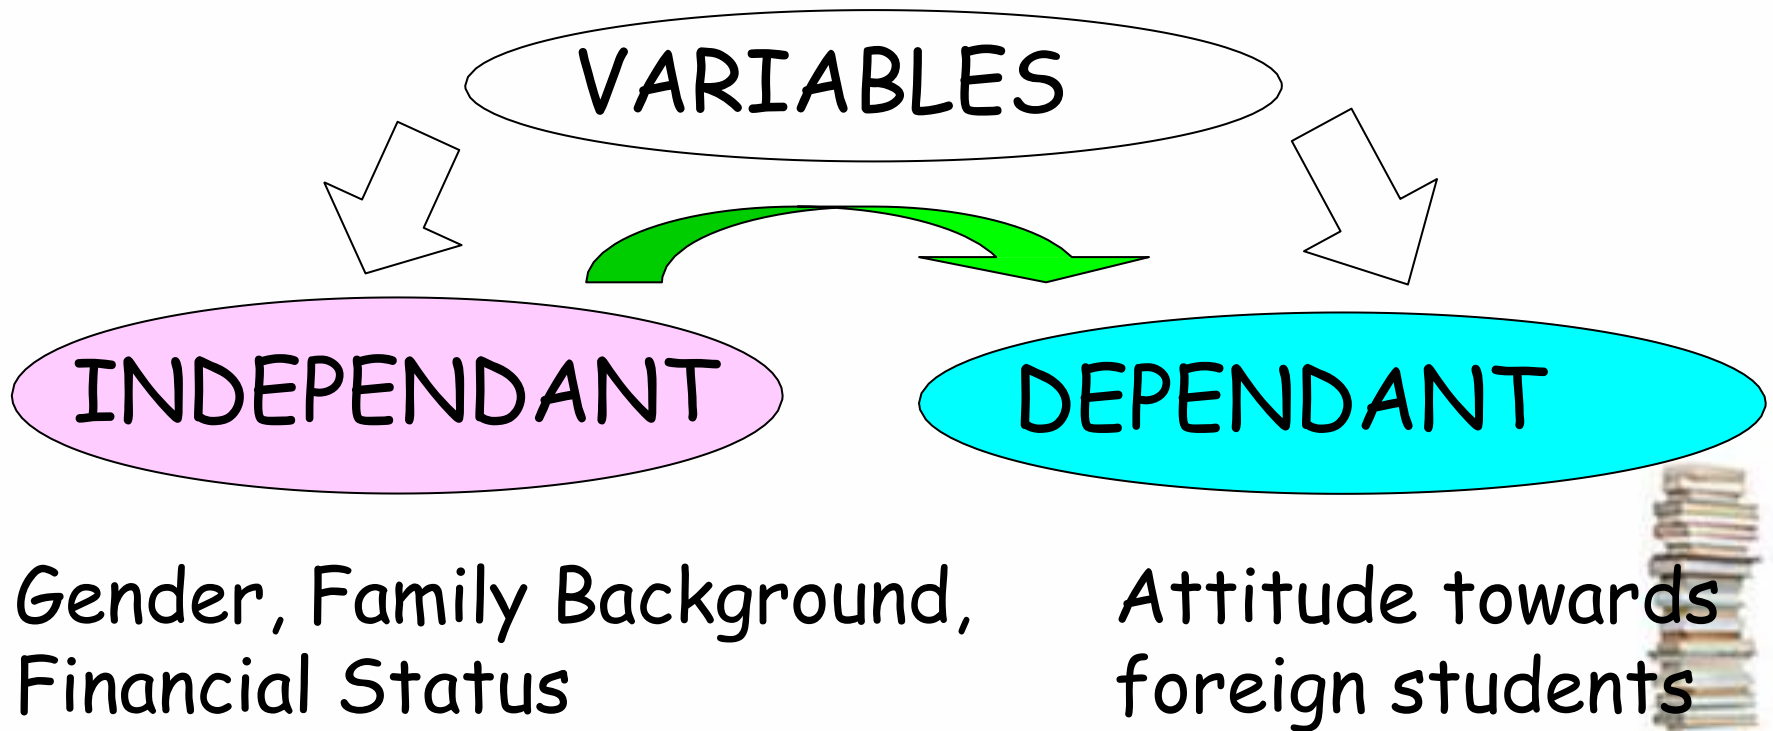 VARIABLES
INDEPENDANT
DEPENDANT
Gender, Family Background,
Financial Status
Attitude towards
foreign students